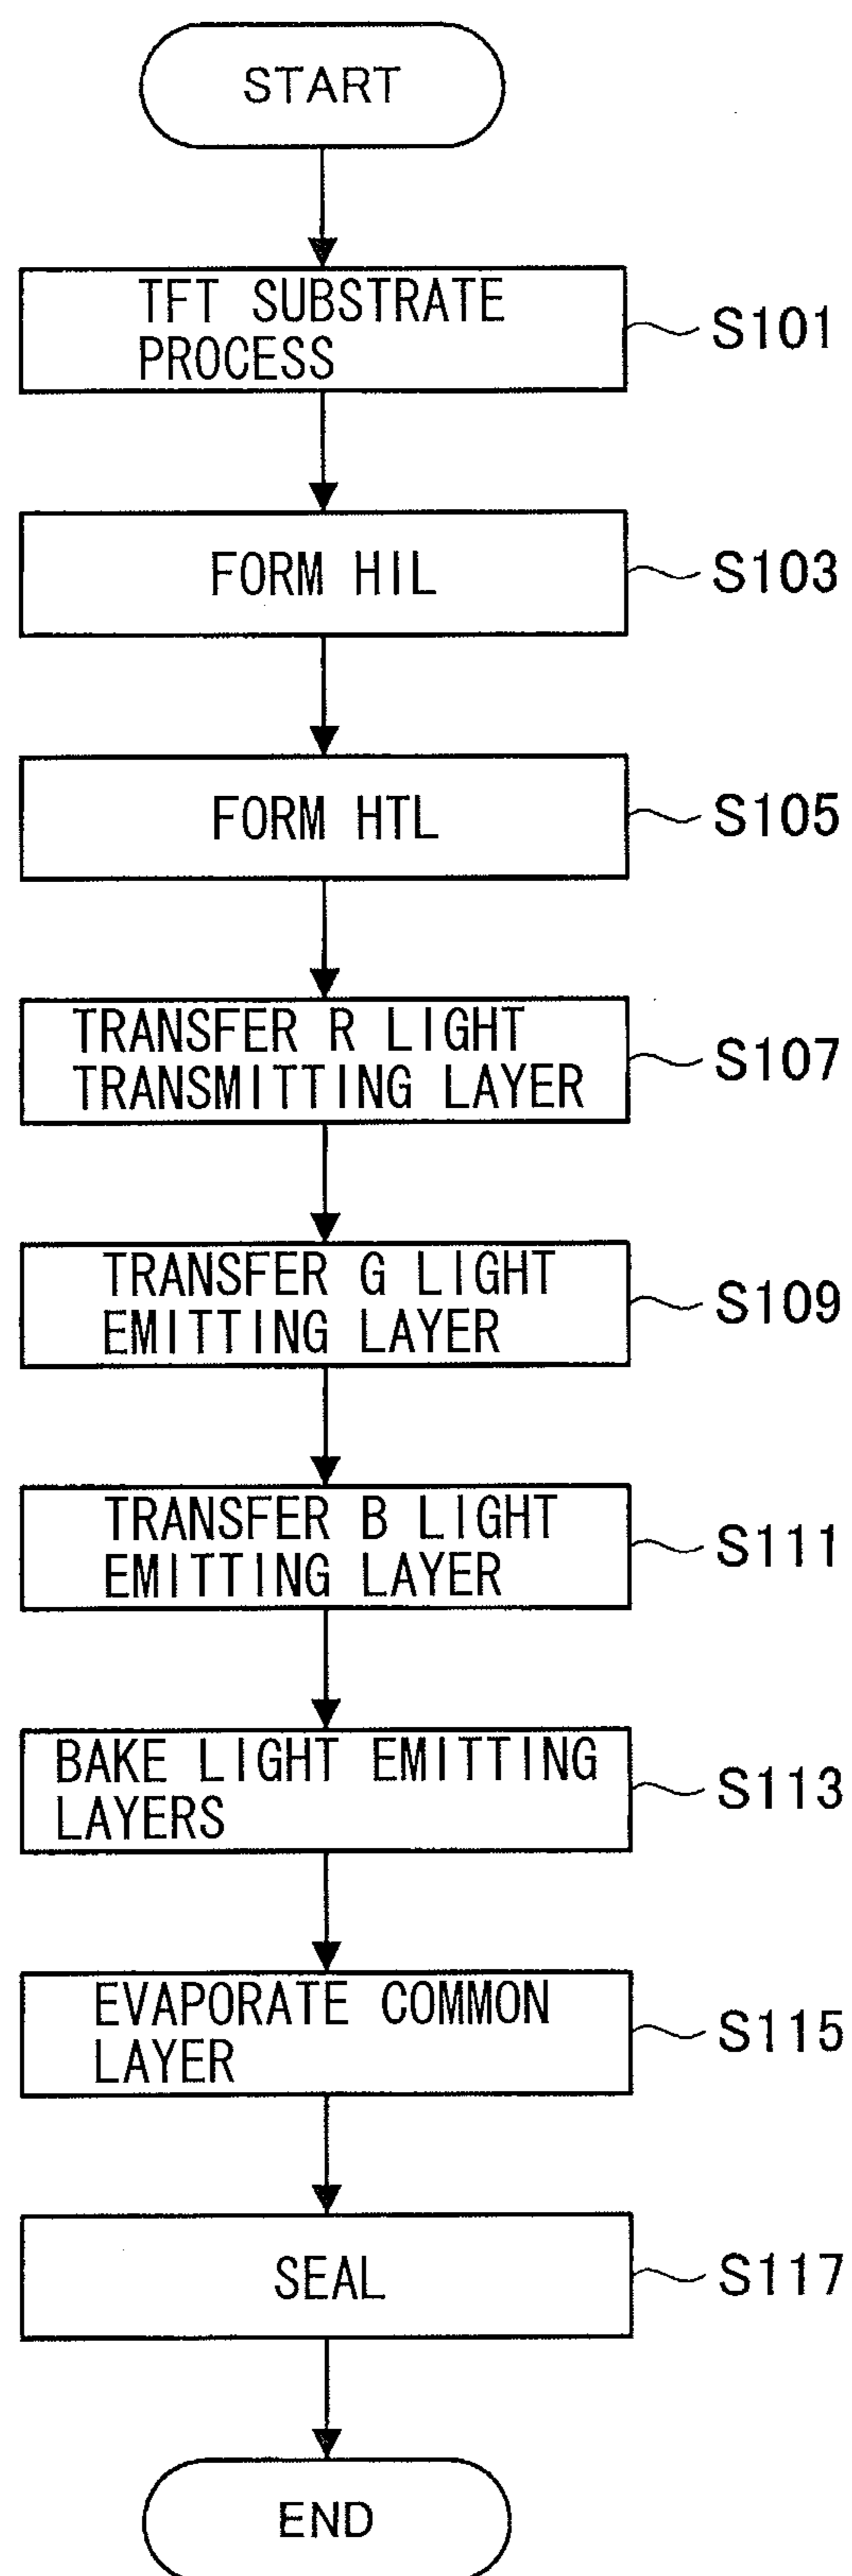 START
TFT SUBSTRATE
PROCESS
S101
FORM HIL
S103
FORM HTL
S105
TRANSFER R LIGHT
TRANSMITTING LAYER
S107
TRANSFER G LIGHT
EMITTING LAYER
S109
TRANSFER B LIGHT
EMITTING LAYER
S111
BAKE LIGHT EMITTING
LAYERS
S113
EVAPORATE COMMON
LAYER
S115
SEAL
S117
END